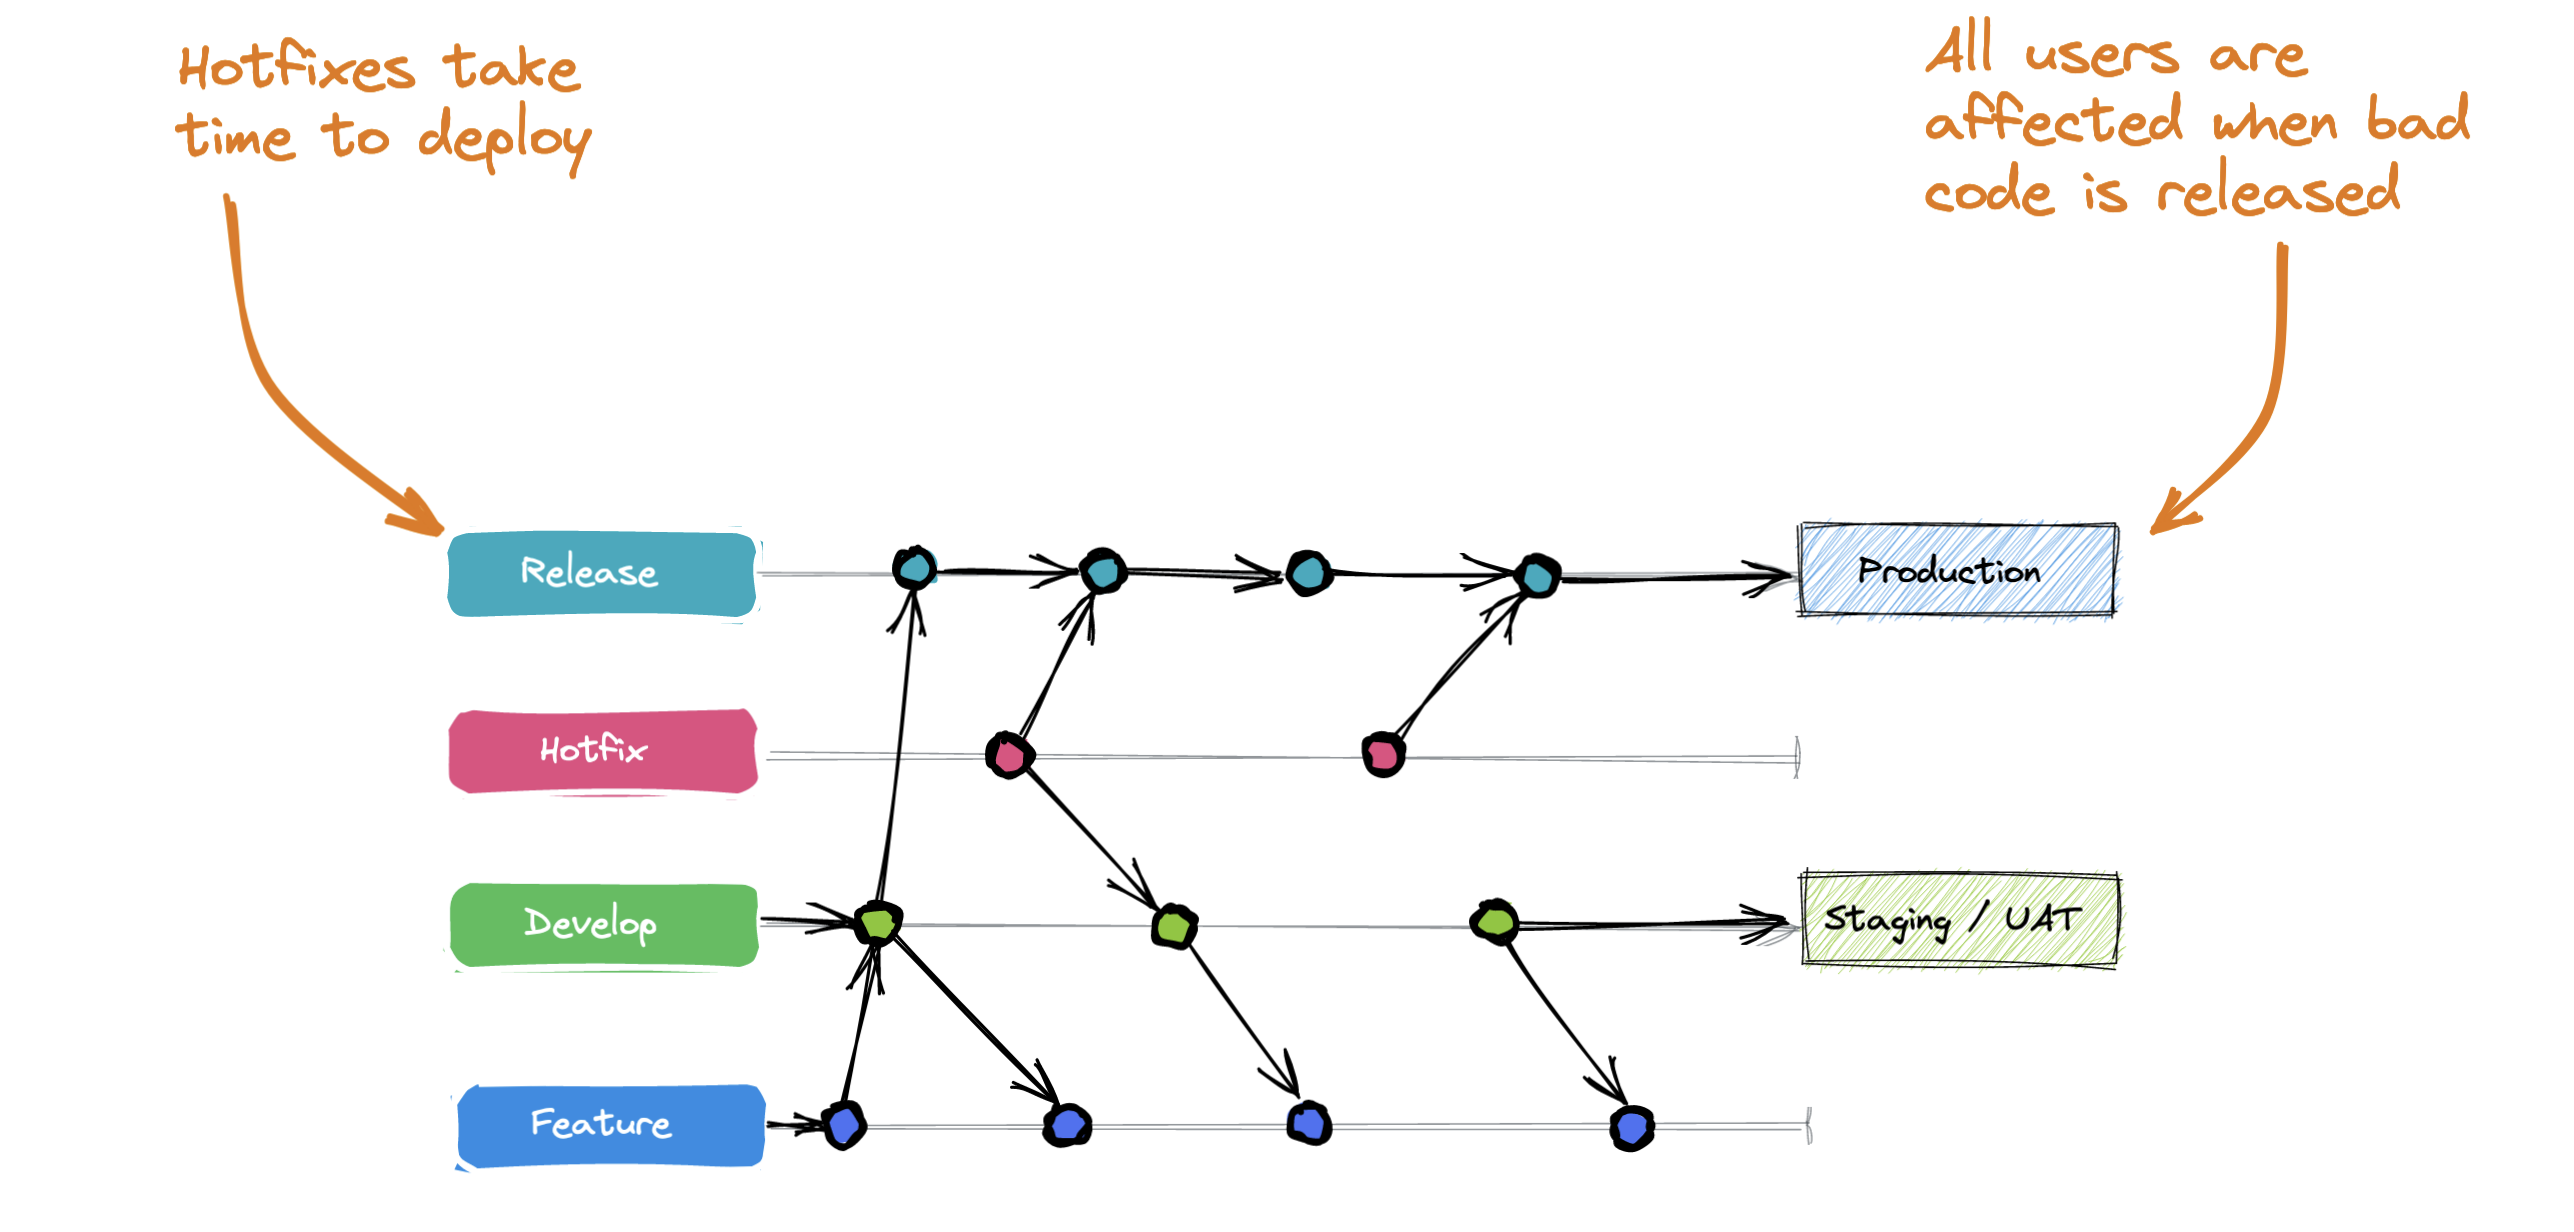 Hotfixes take
time to deploy
All users are
affected when bad
code is released
Release
Production
Hotfix
Develop
Staging / UAT
Feature